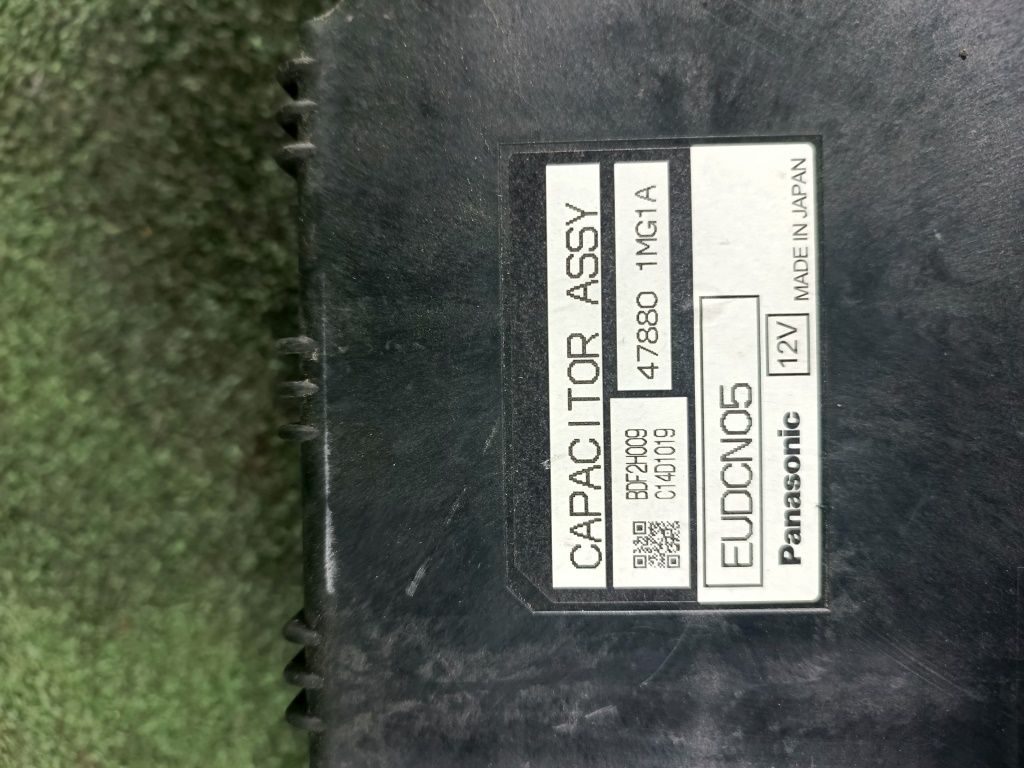 CAPACITOR ASSY
47880 1MG1A
BDF2H009
C14D1019
EUDCN05
Panasonic 12V MADE IN JAPAN